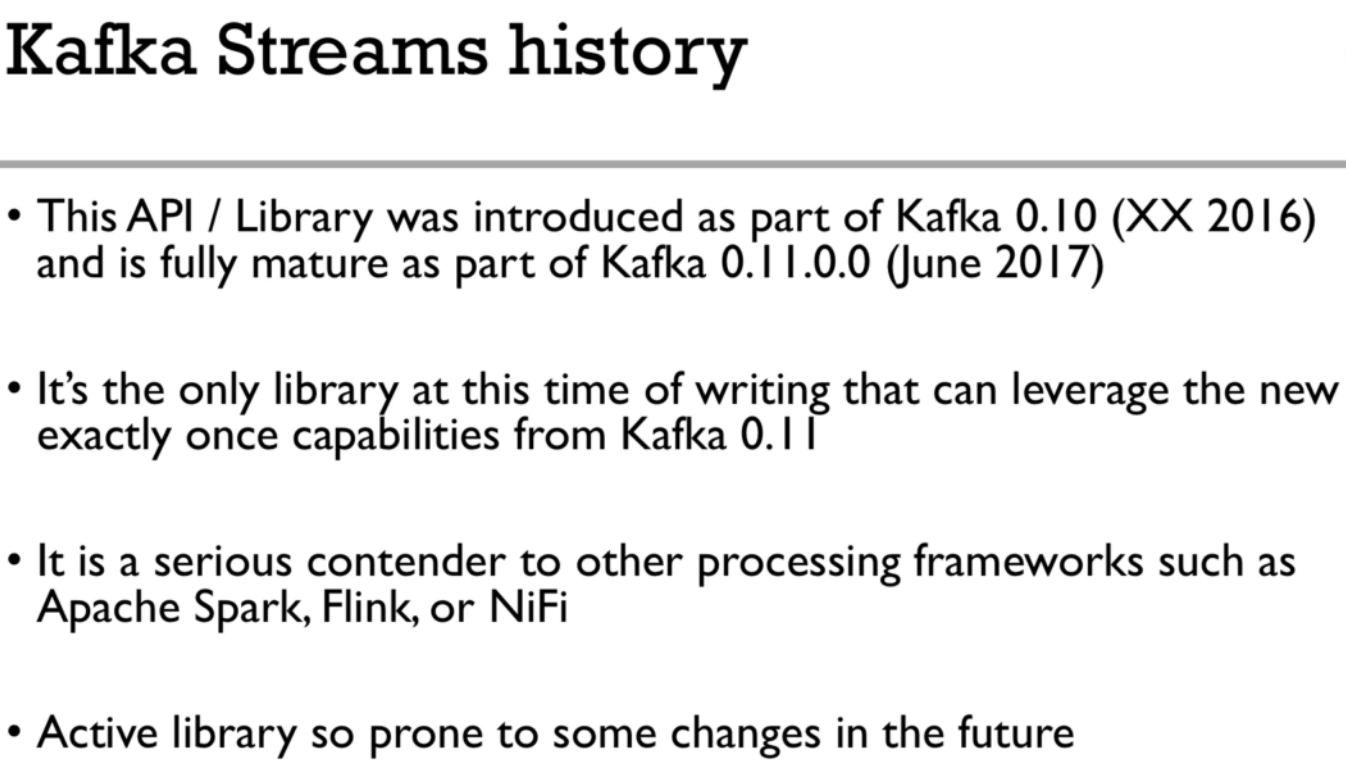 Kafka Streams history
• This API / Library was introduced as part of Kafka 0.10 (XX 2016)
and is fully mature as part of Kafka 0.11.0.0 (June 2017)
• It’s the only library at this time of writing that can leverage the new
exactly once capabilities from Kafka 0.11
• It is a serious contender to other processing frameworks such as
Apache Spark, Flink, or NiFi
• Active library so prone to some changes in the future